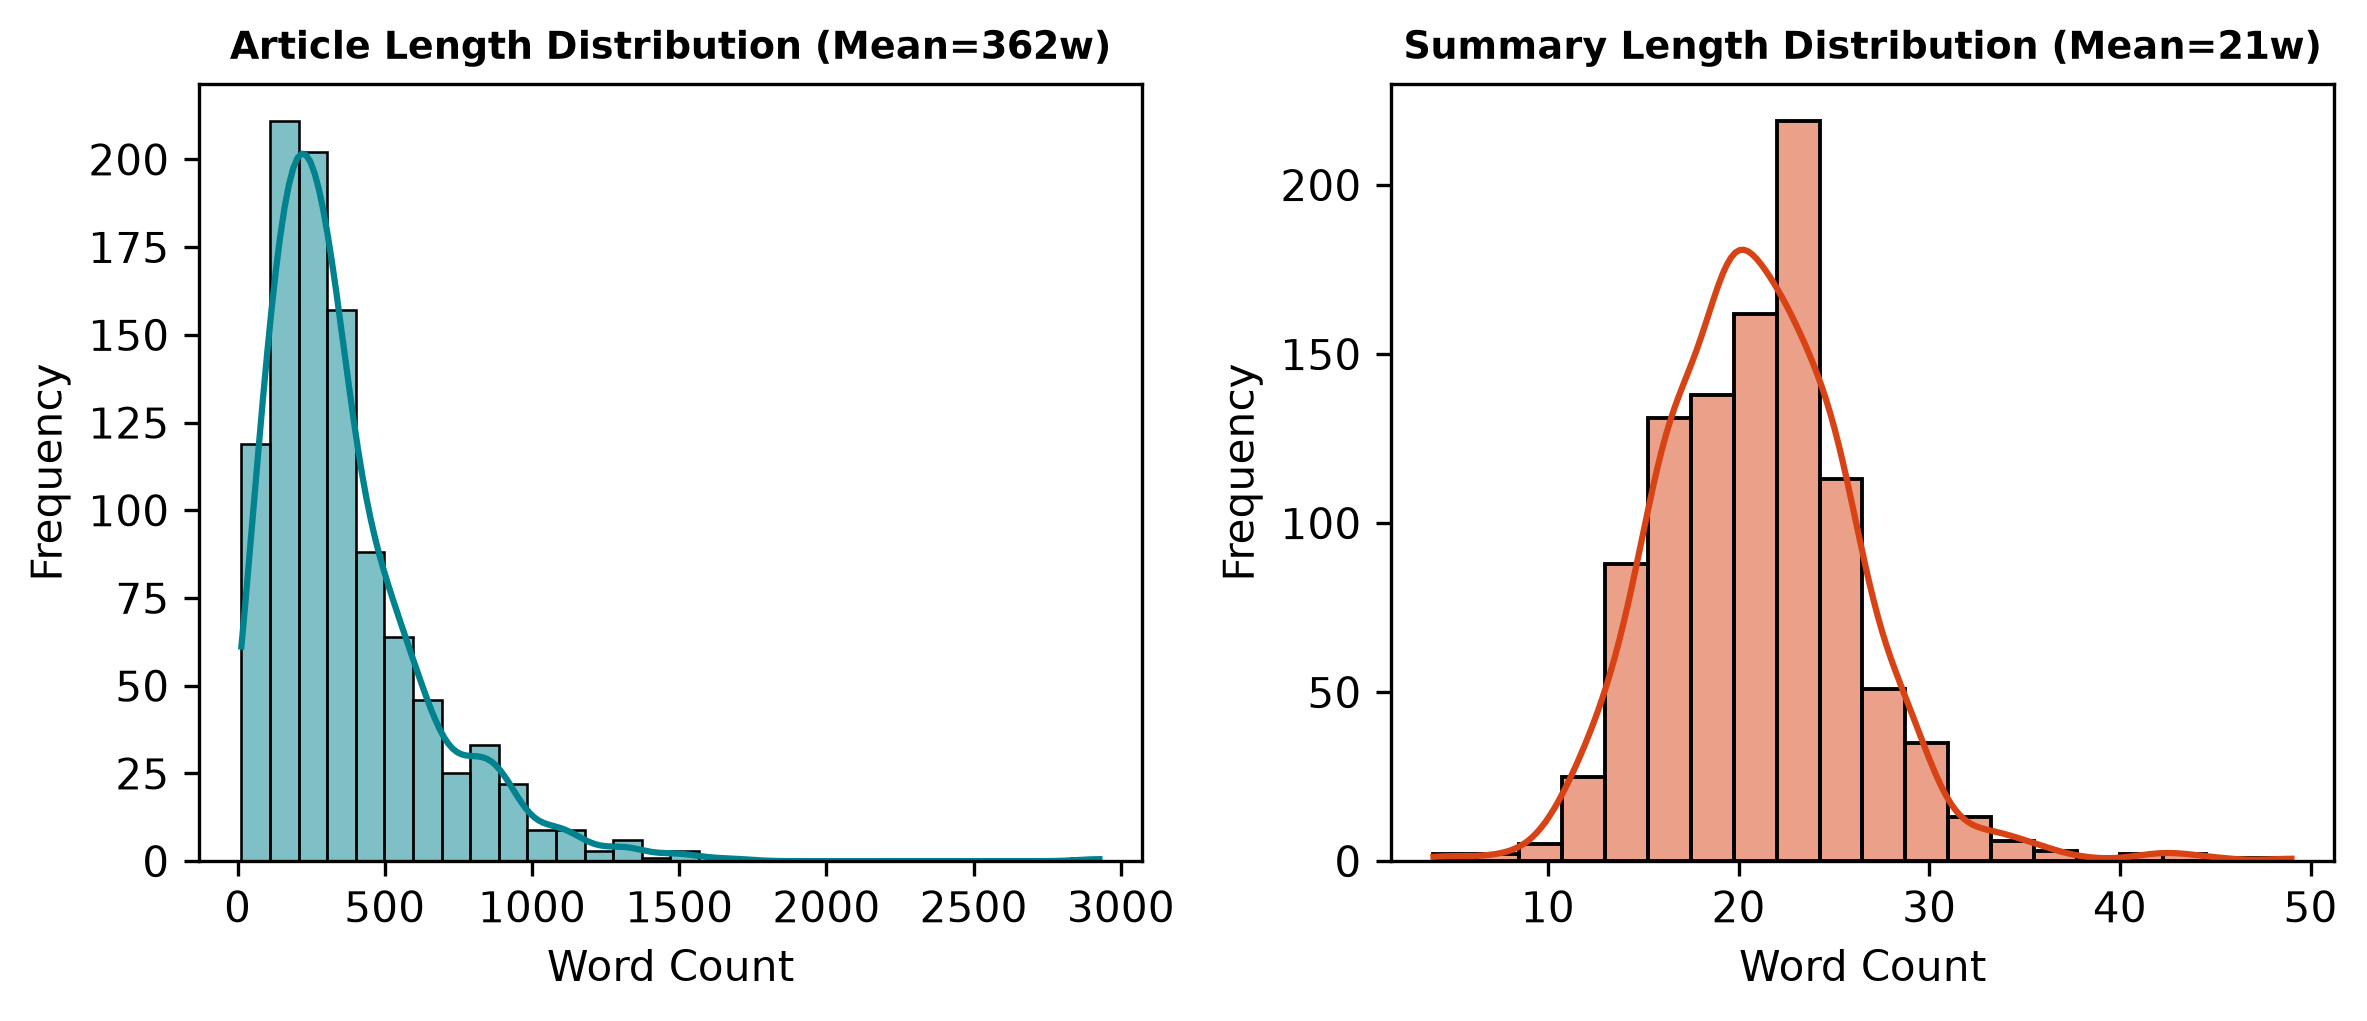 Article Length Distribution (Mean=362w)
200
175
150
125
100
75
50
25
0
Frequency
0 500 1000 1500 2000 2500 3000
Word Count
Summary Length Distribution (Mean=21w)
200
150
100
50
0
Frequency
10 20 30 40 50
Word Count